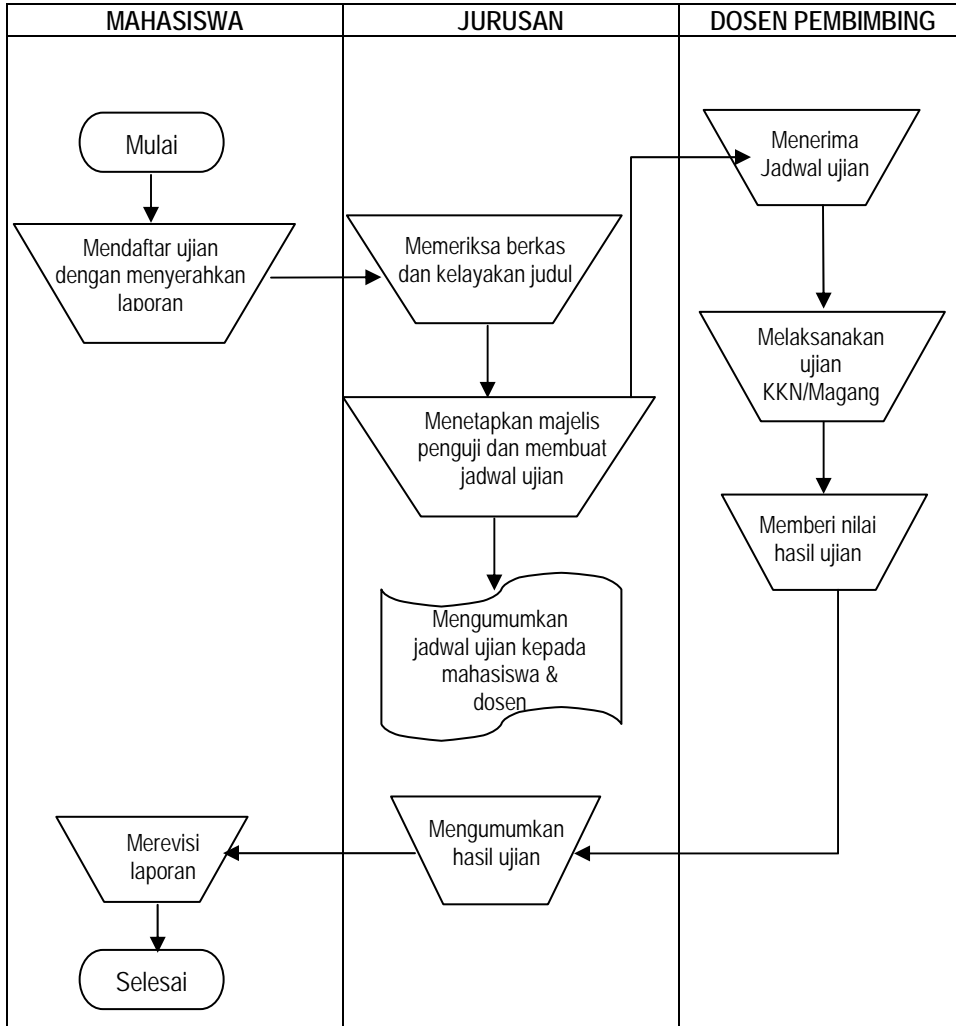 MAHASISWA
JURUSAN
DOSEN PEMBIMBING
Mulai
Mendaftar ujian
dengan menyerahkan
laporan
Memeriksa berkas
dan kelayakan judul
Menetapkan majelis
penguji dan membuat
jadwal ujian
Mengumumkan
jadwal ujian kepada
mahasiswa &
dosen
Menerima
Jadwal ujian
Melaksanakan
ujian
KKN/Magang
Memberi nilai
hasil ujian
Mengumumkan
hasil ujian
Merevisi
laporan
Selesai